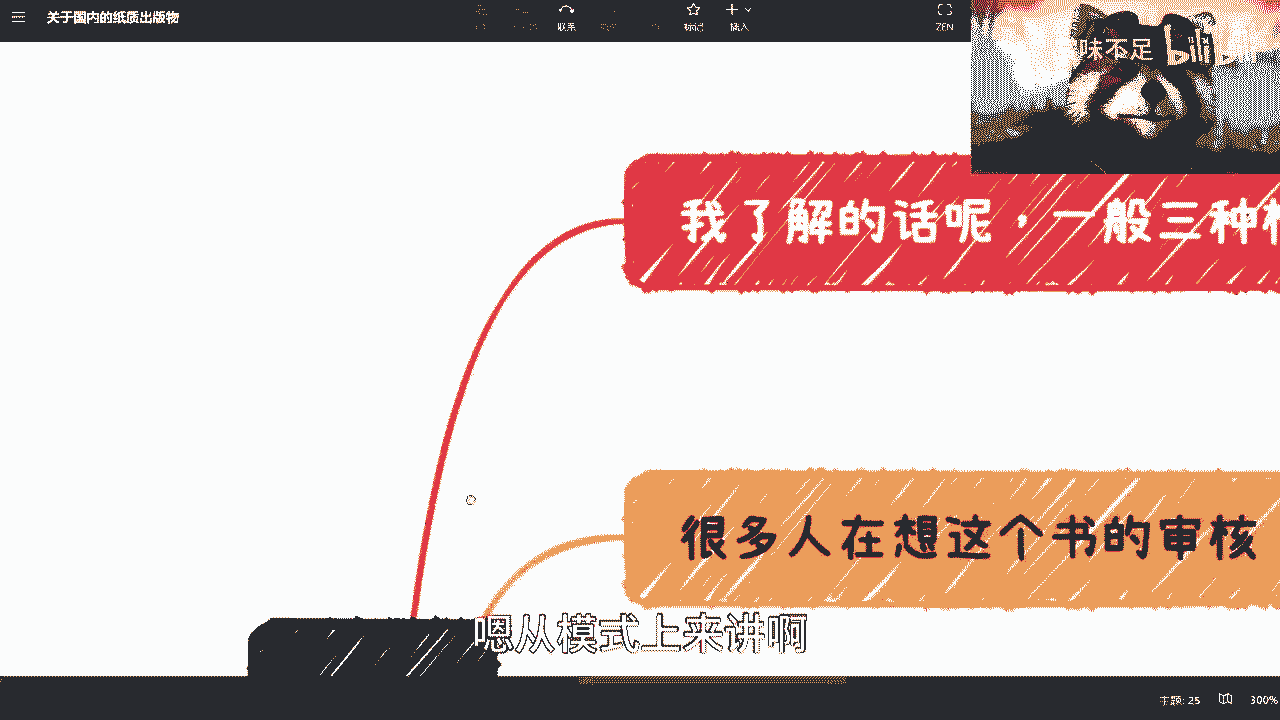 关于国内的纸质出版物
联系
标记
插入
ZEN
味不足 bilibili
我了解的话呢，一般三种
很多人在想这个书的审核
嗯从模式上来讲啊
主题: 25
300%